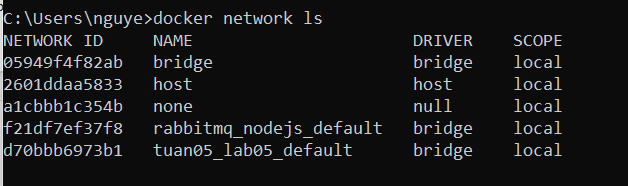 C:\Users\nguye>docker network ls
NETWORK ID     NAME                      DRIVER    SCOPE
05949f4f82ab   bridge                    bridge    local
2601ddaa5833   host                      host      local
a1cbbb1c354b   none                      null      local
f21df7ef37f8   rabbitmq_nodejs_default   bridge    local
d70bbb6973b1   tuan05_lab05_default      bridge    local